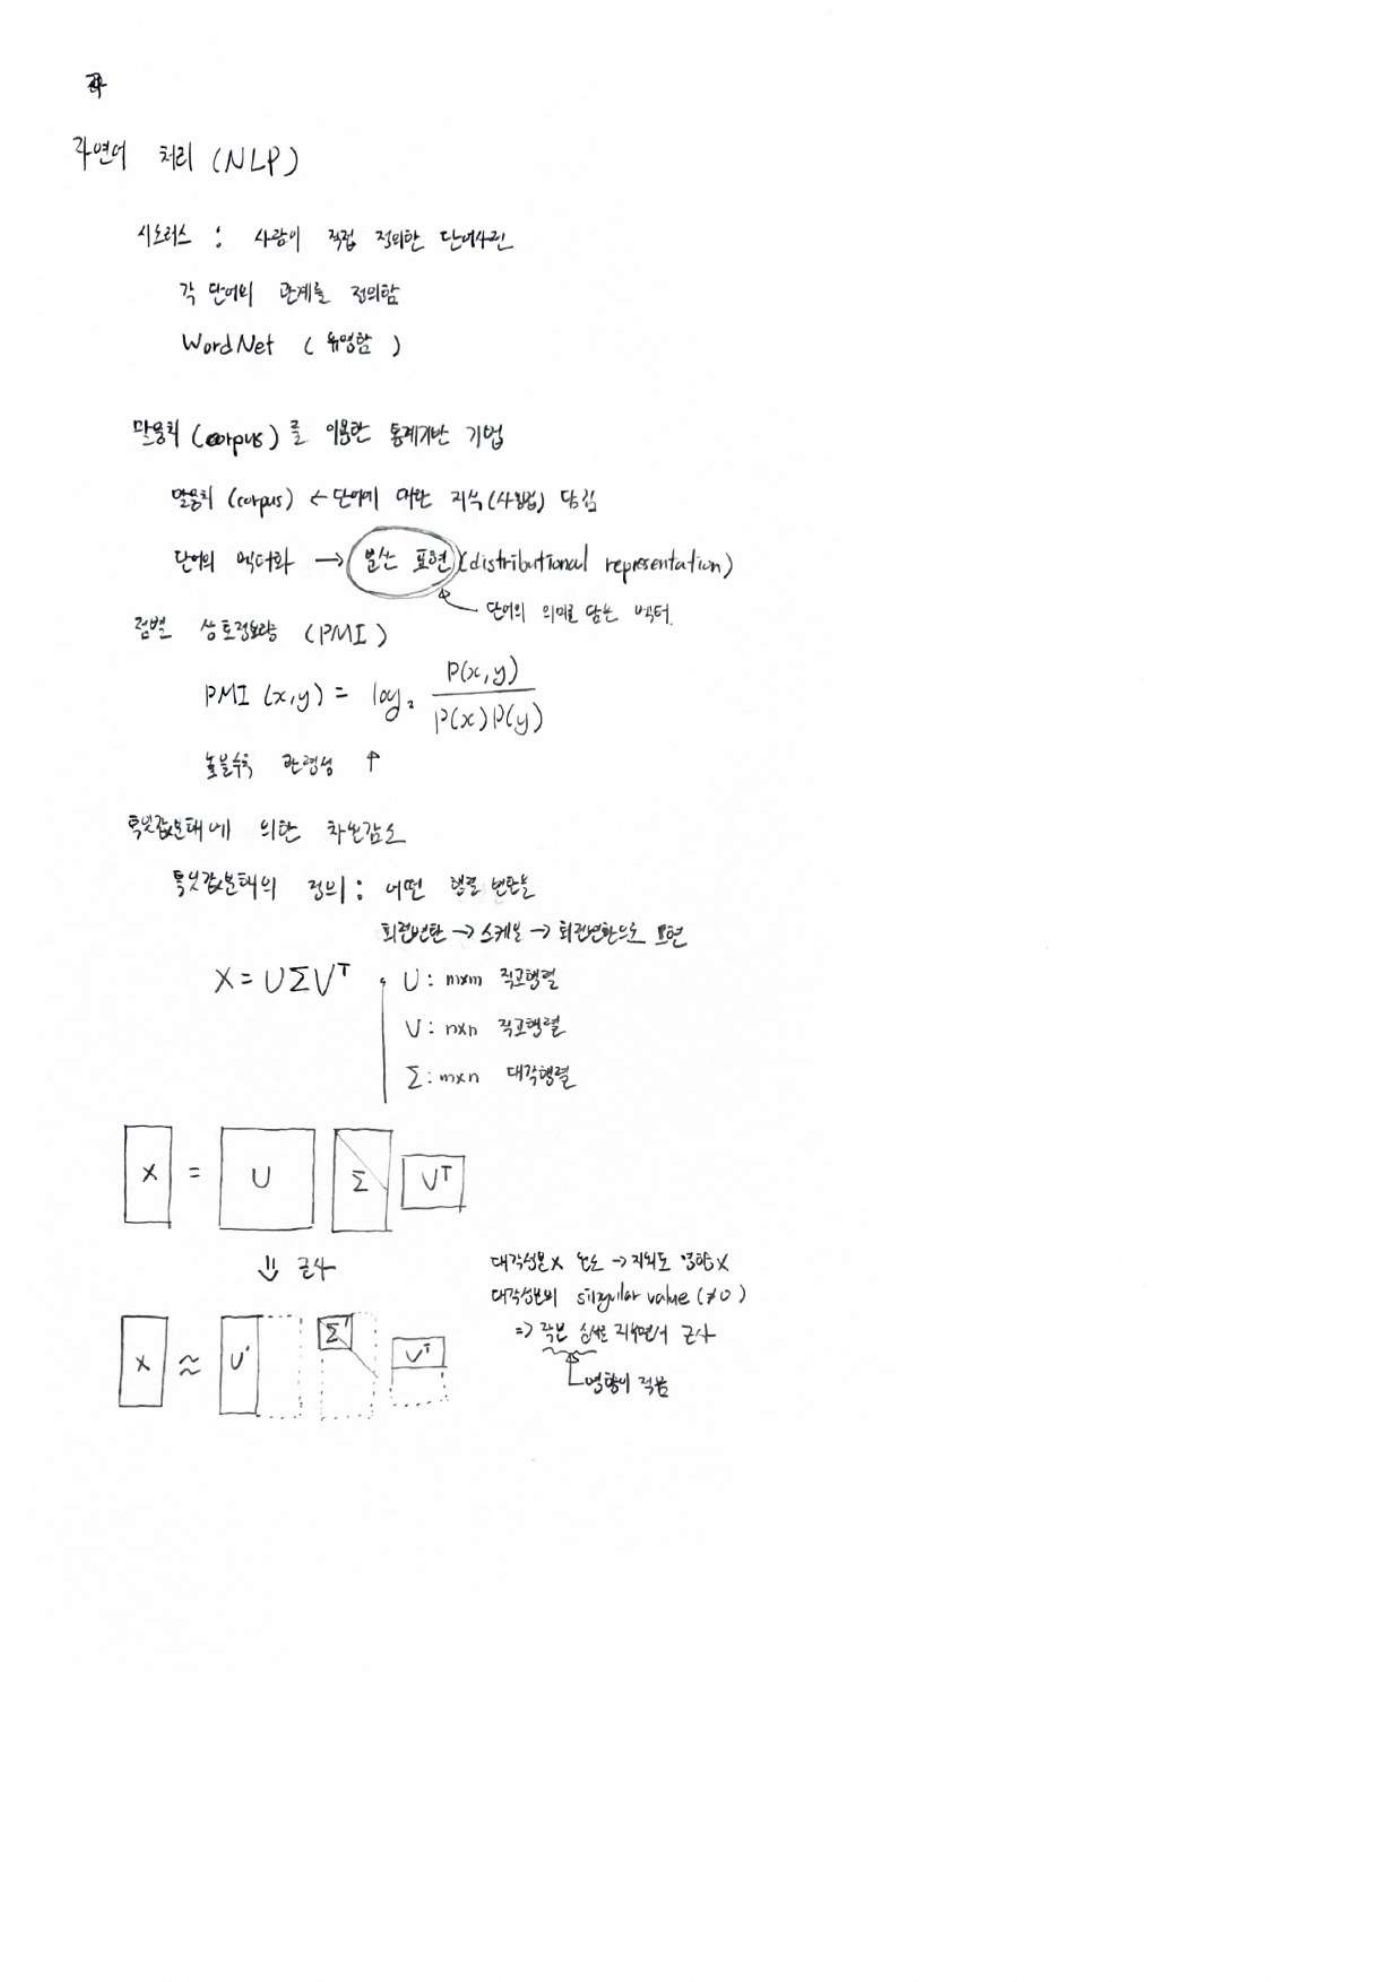 자연어 처리 (NLP)
시소러스 : 사람이 직접 정의한 단어사전
각 단어의 관계를 정의함
WordNet ( 유명함 )
말뭉치 (corpus) 를 이용한 통계기반 기법
말뭉치 (corpus) ← 단어에 대한 지식(사용법) 담김
단어의 벡터화 → 분산 표현 (distributional representation)
단어의 의미를 담는 벡터
점별 상호정보량 (PMI)
PMI (x,y) = log₂ P(x,y) / P(x)P(y)
높을수록 관련성 ↑
특잇값분해에 의한 차원감소
특잇값분해의 정의 : 어떤 행렬 변환을
회전변환 → 스케일 → 회전변환으로 표현
X = UΣVᵀ , U : m×m 직교행렬
V : n×n 직교행렬
Σ : m×n 대각행렬
X = U Σ Vᵀ
⇓ 근사
대각성분X 원소 → 지워도 영향X
대각성분의 singular value (≠0)
⇒ 작은 순서로 지우면서 근사
영향이 적음
X ≈ U' Σ' Vᵀ